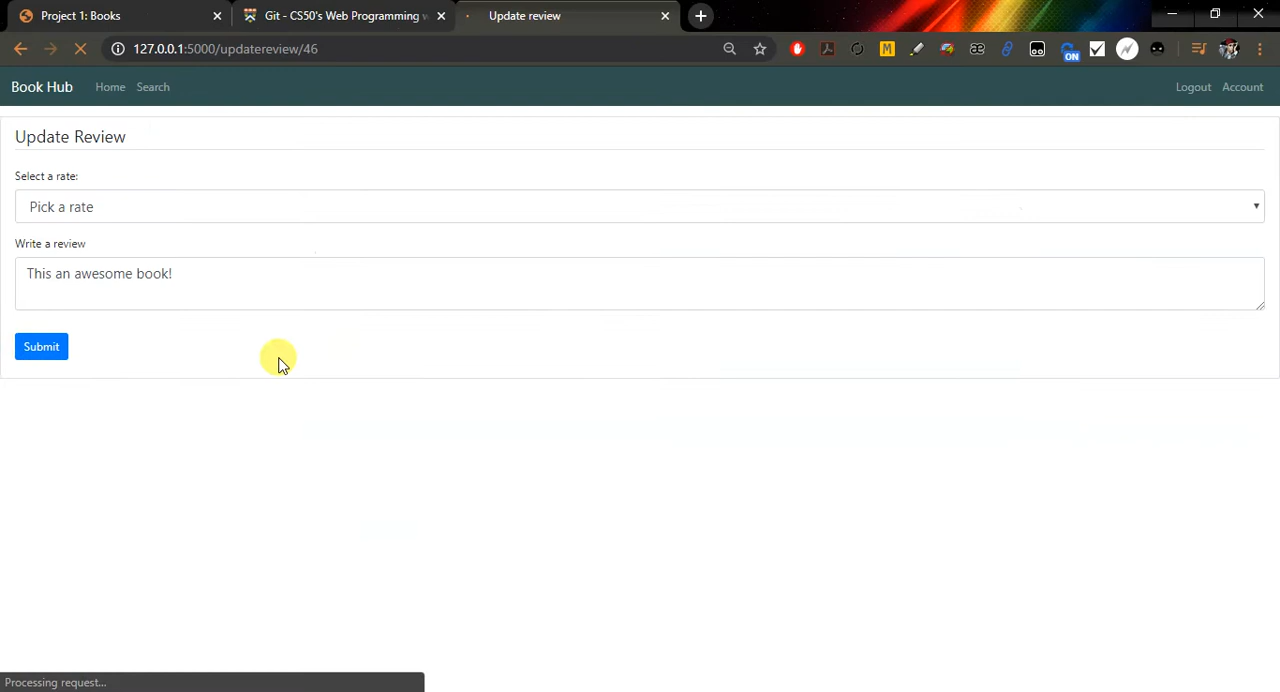 Project 1: Books
Git - CS50's Web Programming w
Update review
127.0.0.1:5000/updatereview/46
M
æ
ON
Book Hub
Home
Search
Logout
Account
Update Review
Select a rate:
Pick a rate
Write a review
This an awesome book!
Submit
Processing request...